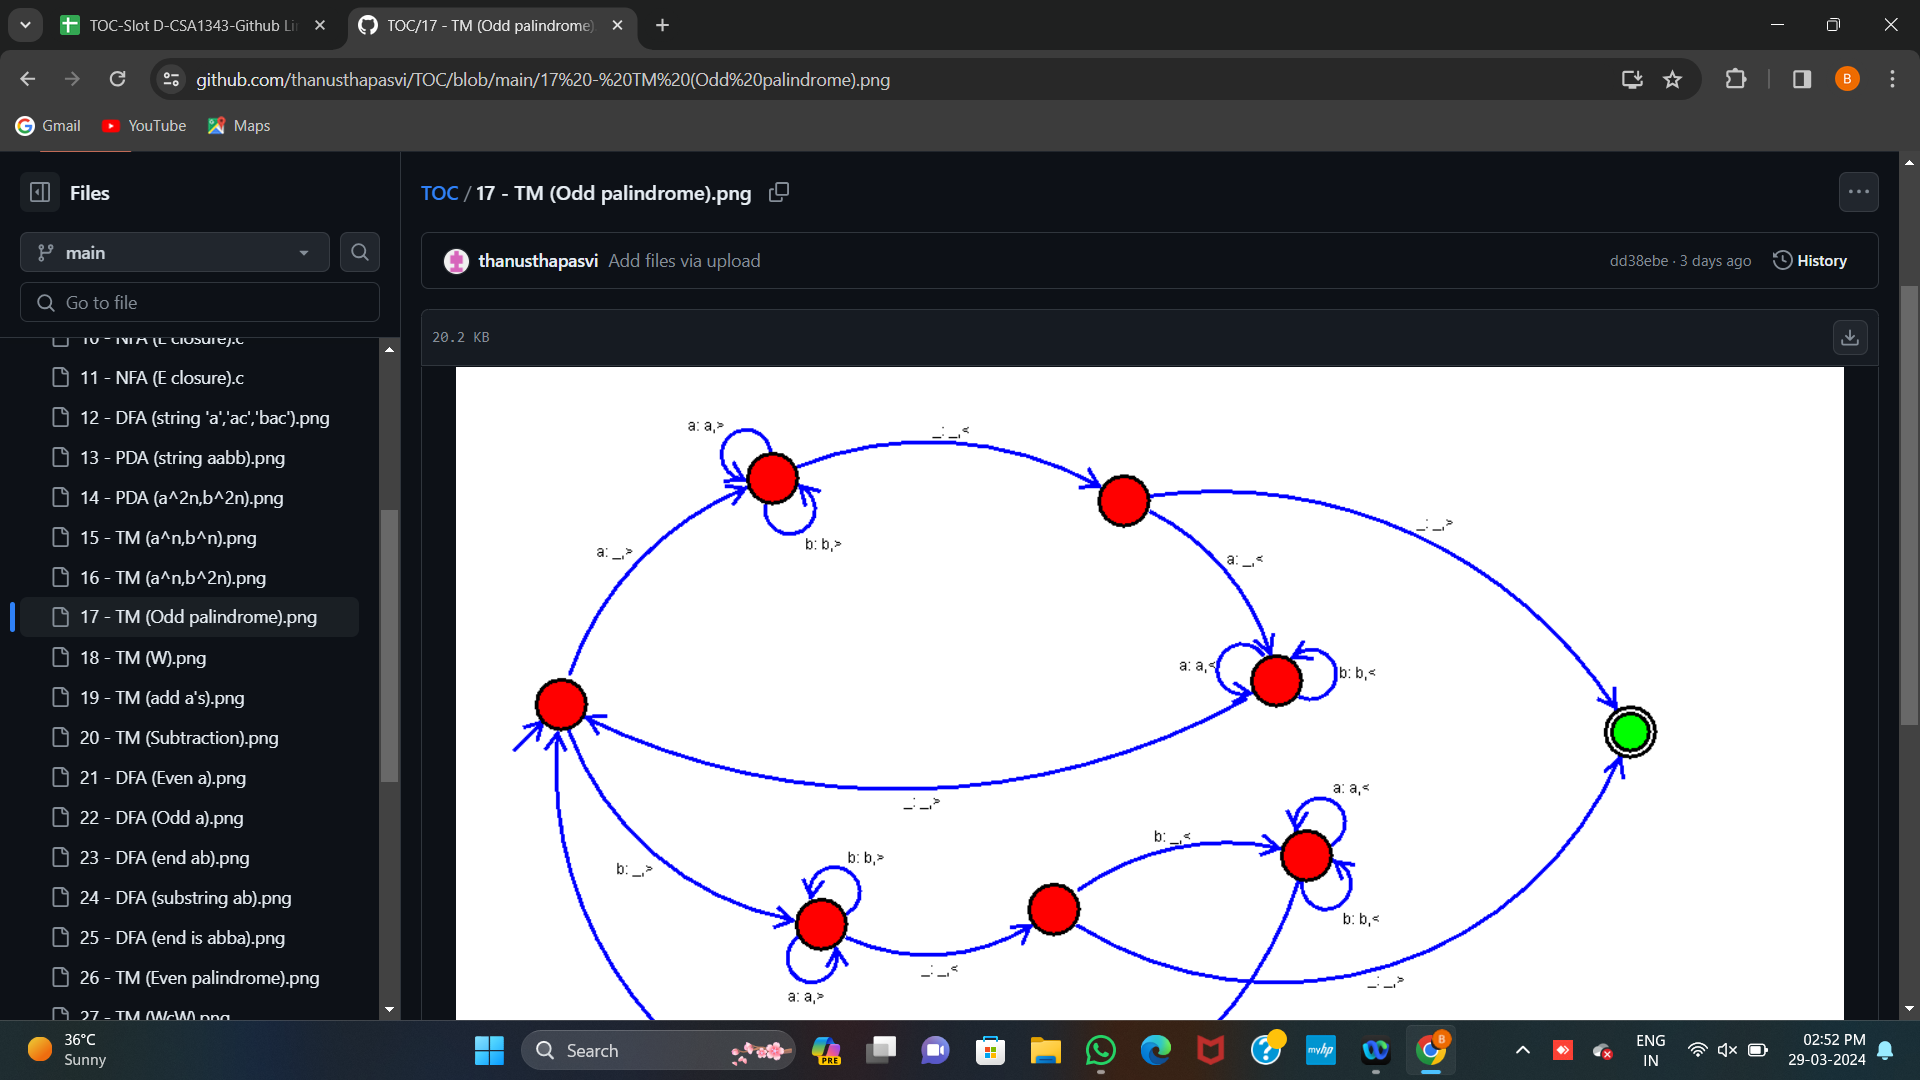 TOC-Slot D-CSA1343-Github Li
TOC/17 - TM (Odd palindrome)
github.com/thanusthapasvi/TOC/blob/main/17%20-%20TM%20(Odd%20palindrome).png
B
Gmail
YouTube
Maps
Files
TOC / 17 - TM (Odd palindrome).png
main
thanusthapasvi Add files via upload
dd38ebe · 3 days ago
History
Go to file
20.2 KB
10 - NFA (E closure).c
11 - NFA (E closure).c
12 - DFA (string 'a','ac','bac').png
13 - PDA (string aabb).png
14 - PDA (a^2n,b^2n).png
15 - TM (a^n,b^n).png
16 - TM (a^n,b^2n).png
17 - TM (Odd palindrome).png
18 - TM (W).png
19 - TM (add a's).png
20 - TM (Subtraction).png
21 - DFA (Even a).png
22 - DFA (Odd a).png
23 - DFA (end ab).png
24 - DFA (substring ab).png
25 - DFA (end is abba).png
26 - TM (Even palindrome).png
27 - TM (WcW).png
a: a,>
_: _,<
_: _,>
b: b,>
a: _,>
a: _,<
a: a,<
b: b,<
_: _,>
a: a,<
b: _,<
b: b,>
b: _,>
b: b,<
_: _,<
_: _,>
a: a,>
36°C
Sunny
Search
PRE
myhp
B
ENG
IN
02:52 PM
29-03-2024